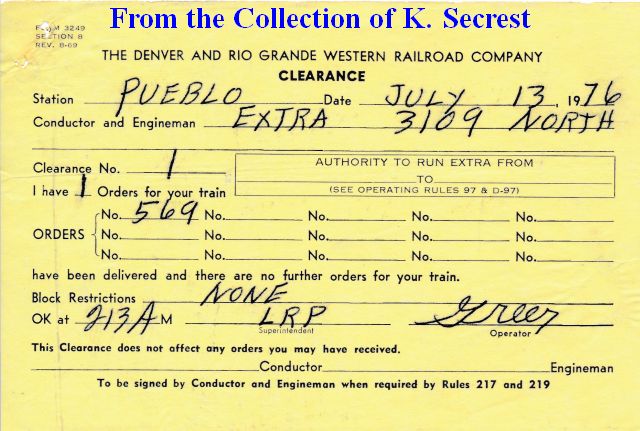 From the Collection of K. Secrest
FORM 3249
SECTION 8
REV. 8-69
THE DENVER AND RIO GRANDE WESTERN RAILROAD COMPANY
CLEARANCE
Station PUEBLO Date JULY 13, 1976
Conductor and Engineman EXTRA 3109 NORTH
Clearance No. 1
AUTHORITY TO RUN EXTRA FROM
TO
(SEE OPERATING RULES 97 & D-97)
I have 1 Orders for your train
ORDERS
No. 569 No. No. No. No.
No. No. No. No. No.
No. No. No. No. No.
have been delivered and there are no further orders for your train.
Block Restrictions NONE
OK at 213A M LRP Greer
Superintendent Operator
This Clearance does not affect any orders you may have received.
Conductor Engineman
To be signed by Conductor and Engineman when required by Rules 217 and 219